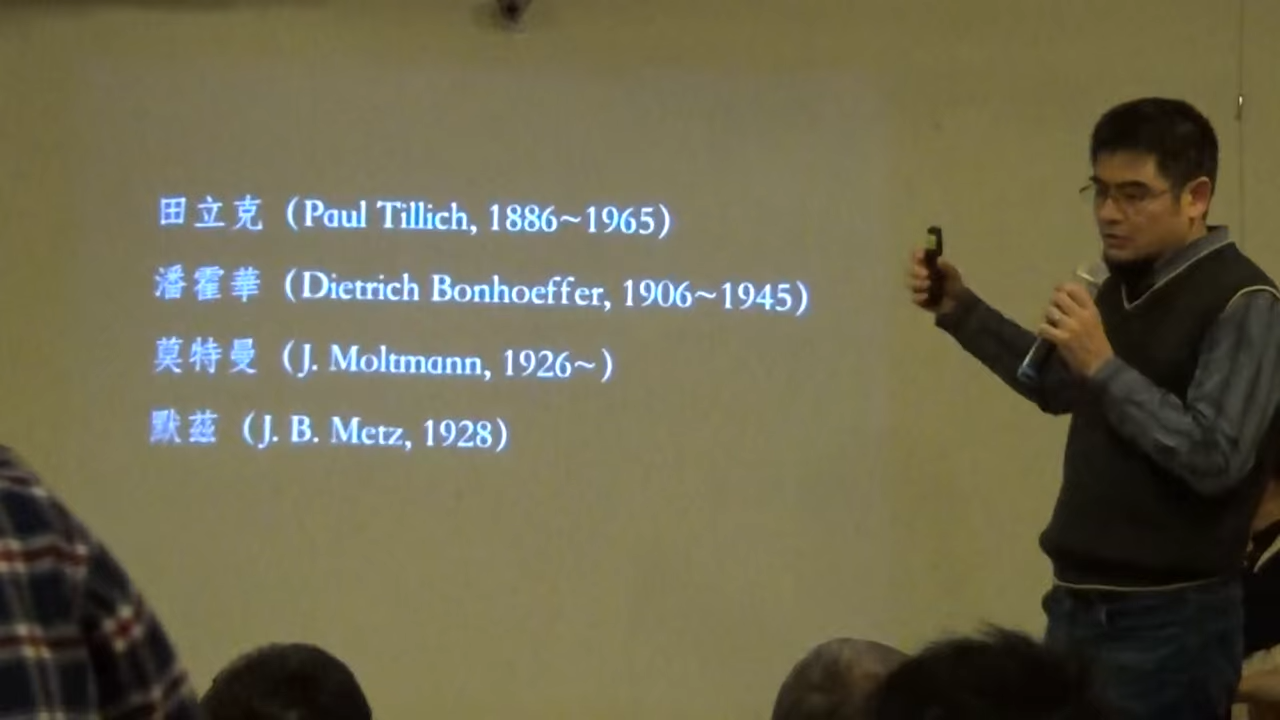 田立克（Paul Tillich, 1886~1965）
潘霍華（Dietrich Bonhoeffer, 1906~1945）
莫特曼（J. Moltmann, 1926~）
默茲（J. B. Metz, 1928）